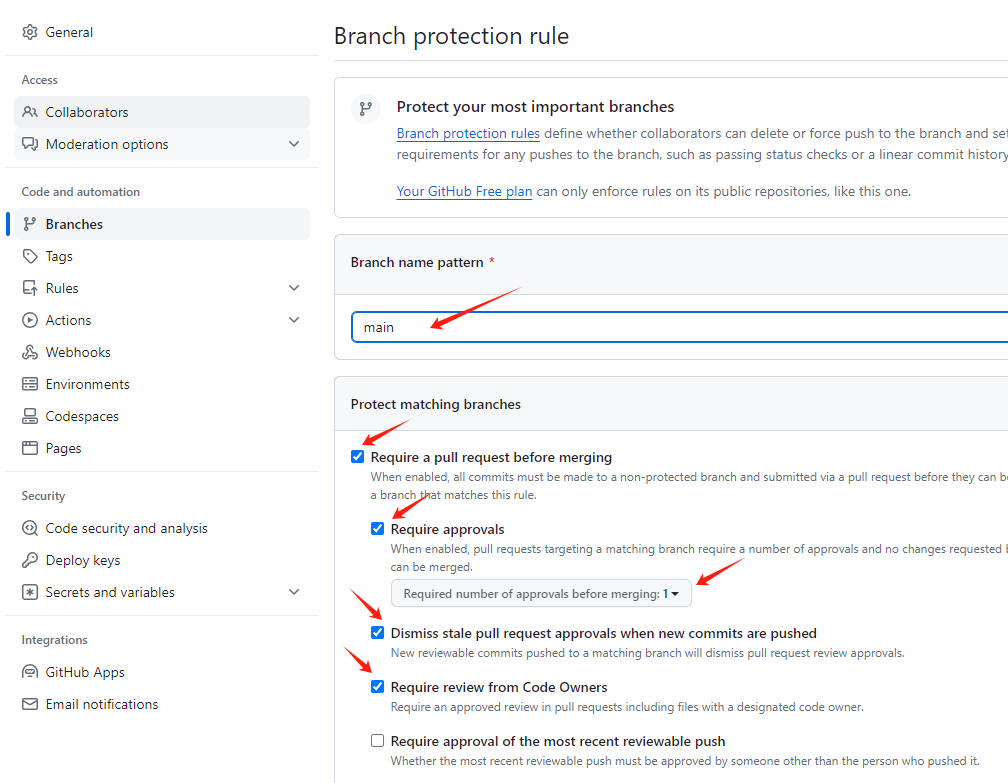 General
Access
Collaborators
Moderation options
Code and automation
Branches
Tags
Rules
Actions
Webhooks
Environments
Codespaces
Pages
Security
Code security and analysis
Deploy keys
Secrets and variables
Integrations
GitHub Apps
Email notifications
Branch protection rule
Protect your most important branches
Branch protection rules define whether collaborators can delete or force push to the branch and set
requirements for any pushes to the branch, such as passing status checks or a linear commit history
Your GitHub Free plan can only enforce rules on its public repositories, like this one.
Branch name pattern *
main
Protect matching branches
Require a pull request before merging
When enabled, all commits must be made to a non-protected branch and submitted via a pull request before they can be
a branch that matches this rule.
Require approvals
When enabled, pull requests targeting a matching branch require a number of approvals and no changes requested
can be merged.
Required number of approvals before merging: 1
Dismiss stale pull request approvals when new commits are pushed
New reviewable commits pushed to a matching branch will dismiss pull request review approvals.
Require review from Code Owners
Require an approved review in pull requests including files with a designated code owner.
Require approval of the most recent reviewable push
Whether the most recent reviewable push must be approved by someone other than the person who pushed it.